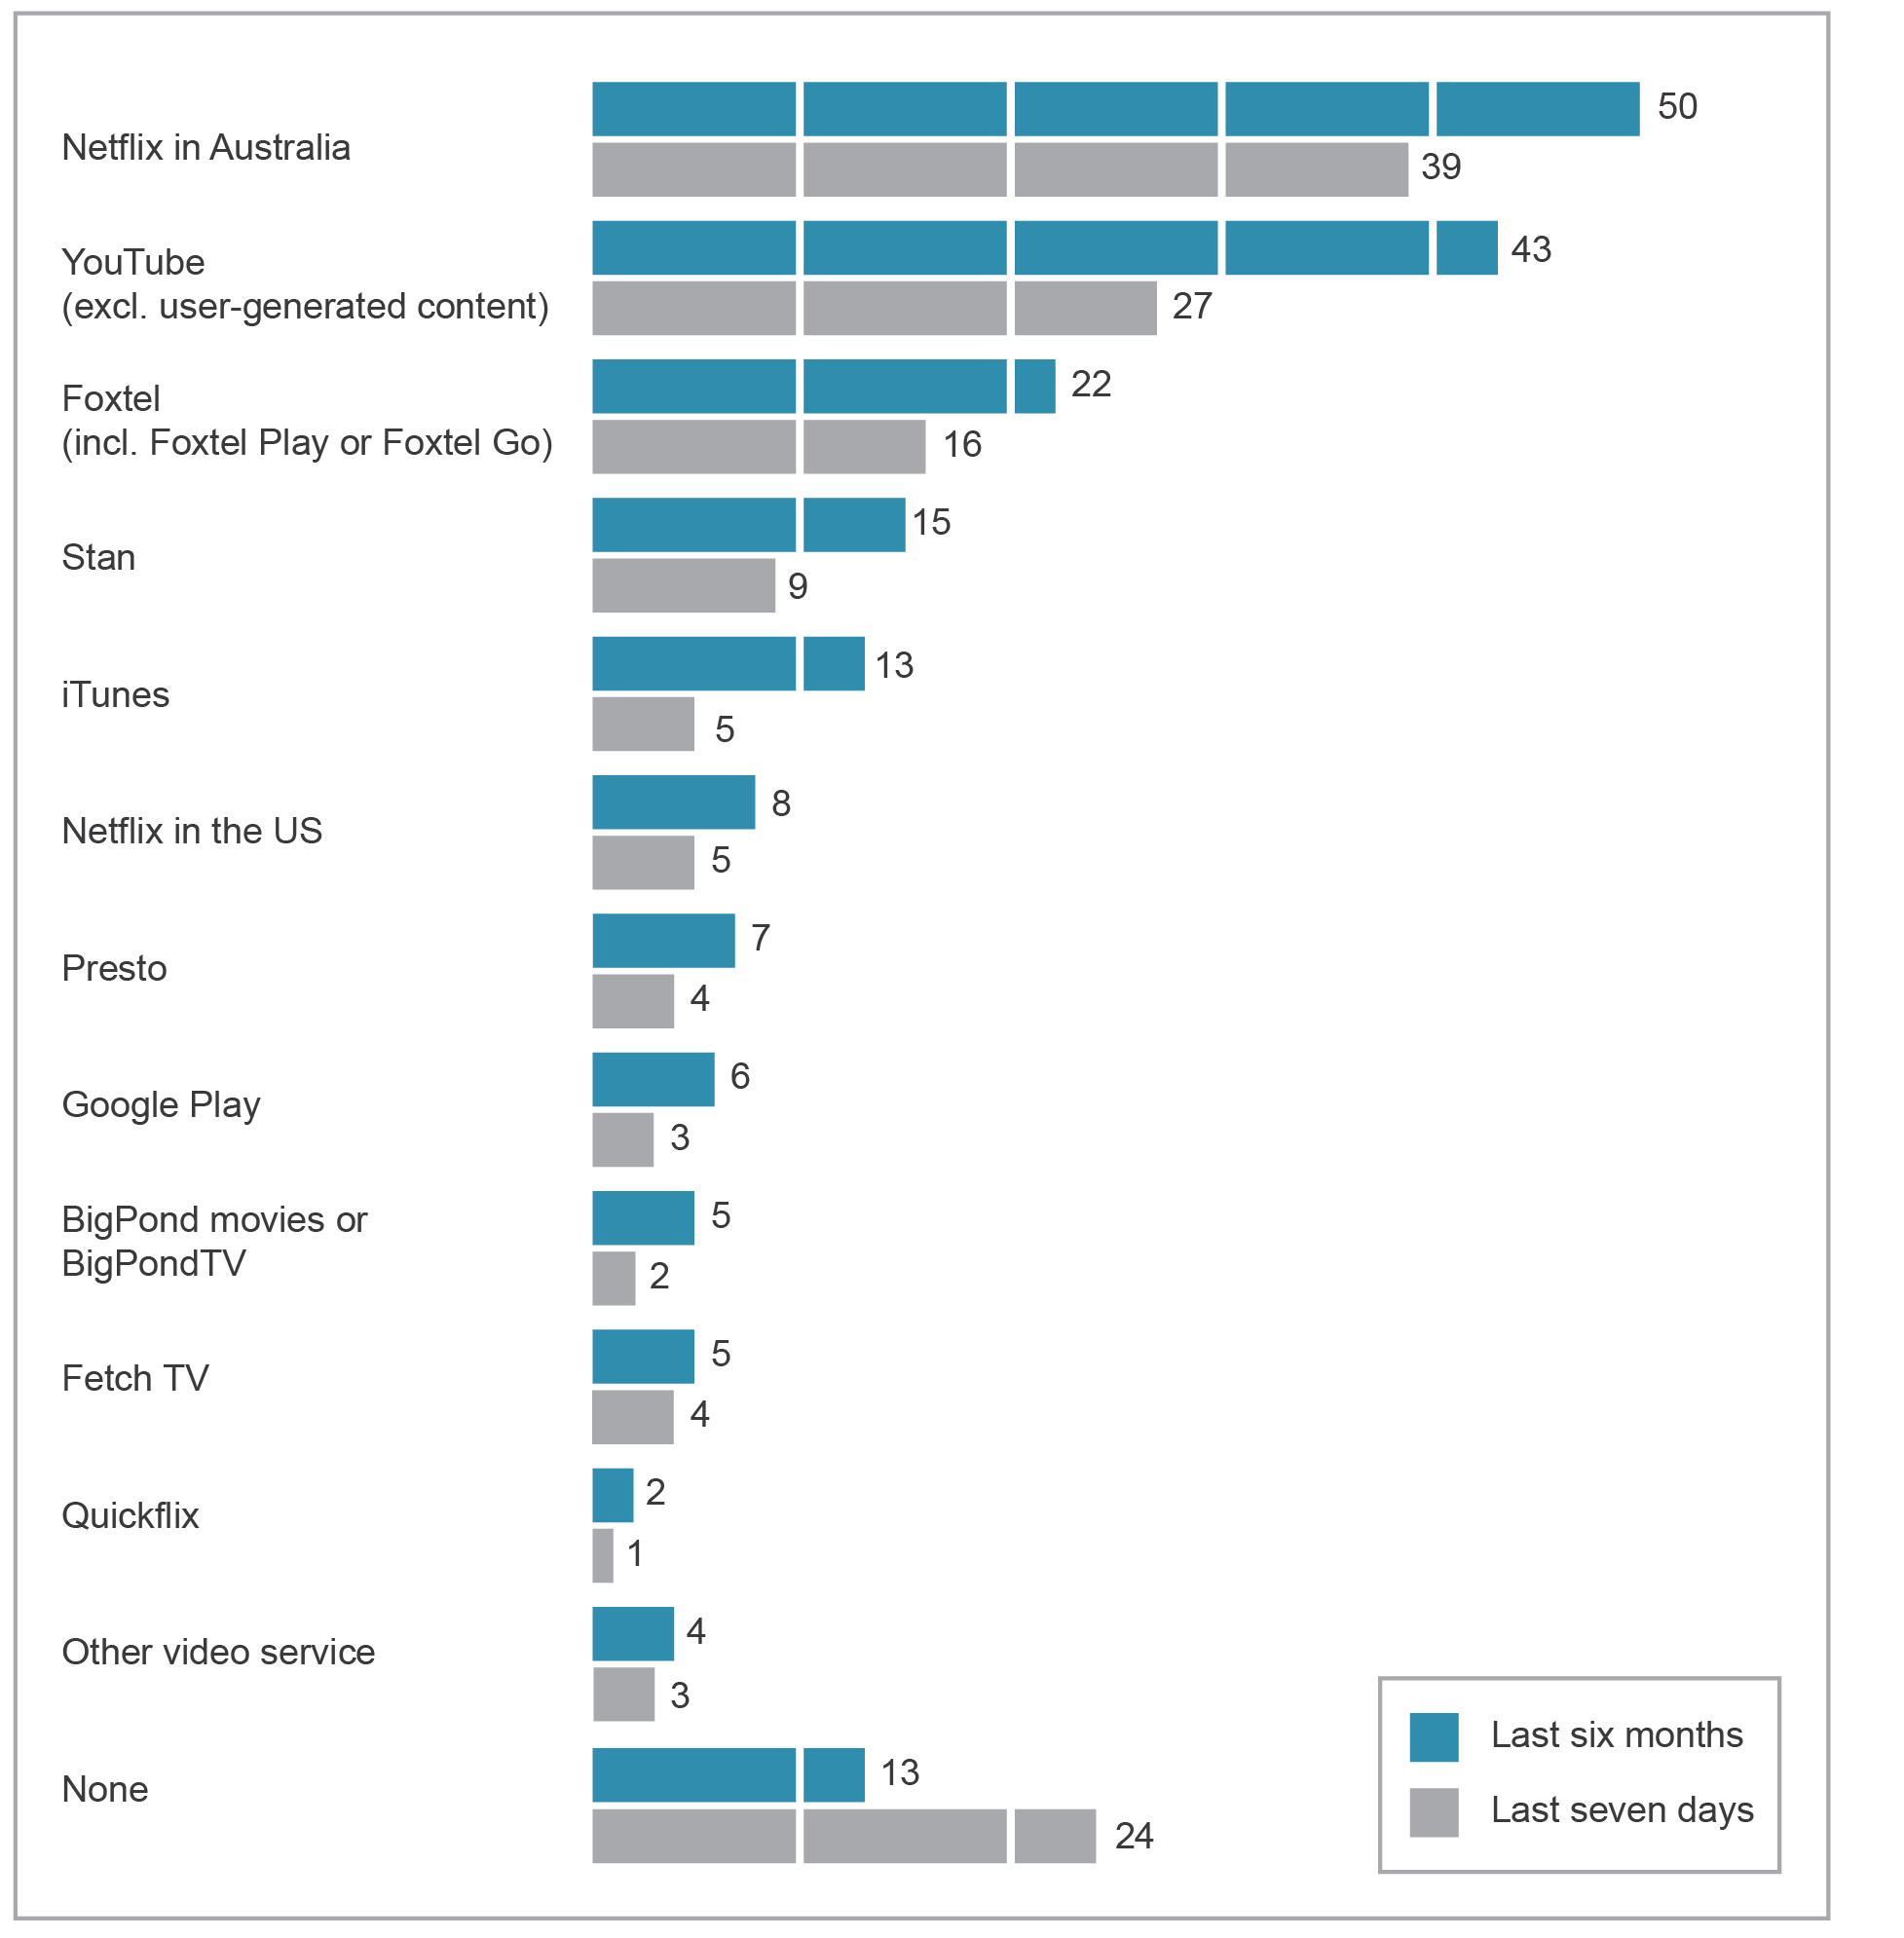 Netflix in Australia
50
39
YouTube
(excl. user-generated content)
43
27
Foxtel
(incl. Foxtel Play or Foxtel Go)
22
16
Stan
15
9
iTunes
13
5
Netflix in the US
8
5
Presto
7
4
Google Play
6
3
BigPond movies or
BigPondTV
5
2
Fetch TV
5
4
Quickflix
2
1
Other video service
4
3
None
13
24
Last six months
Last seven days